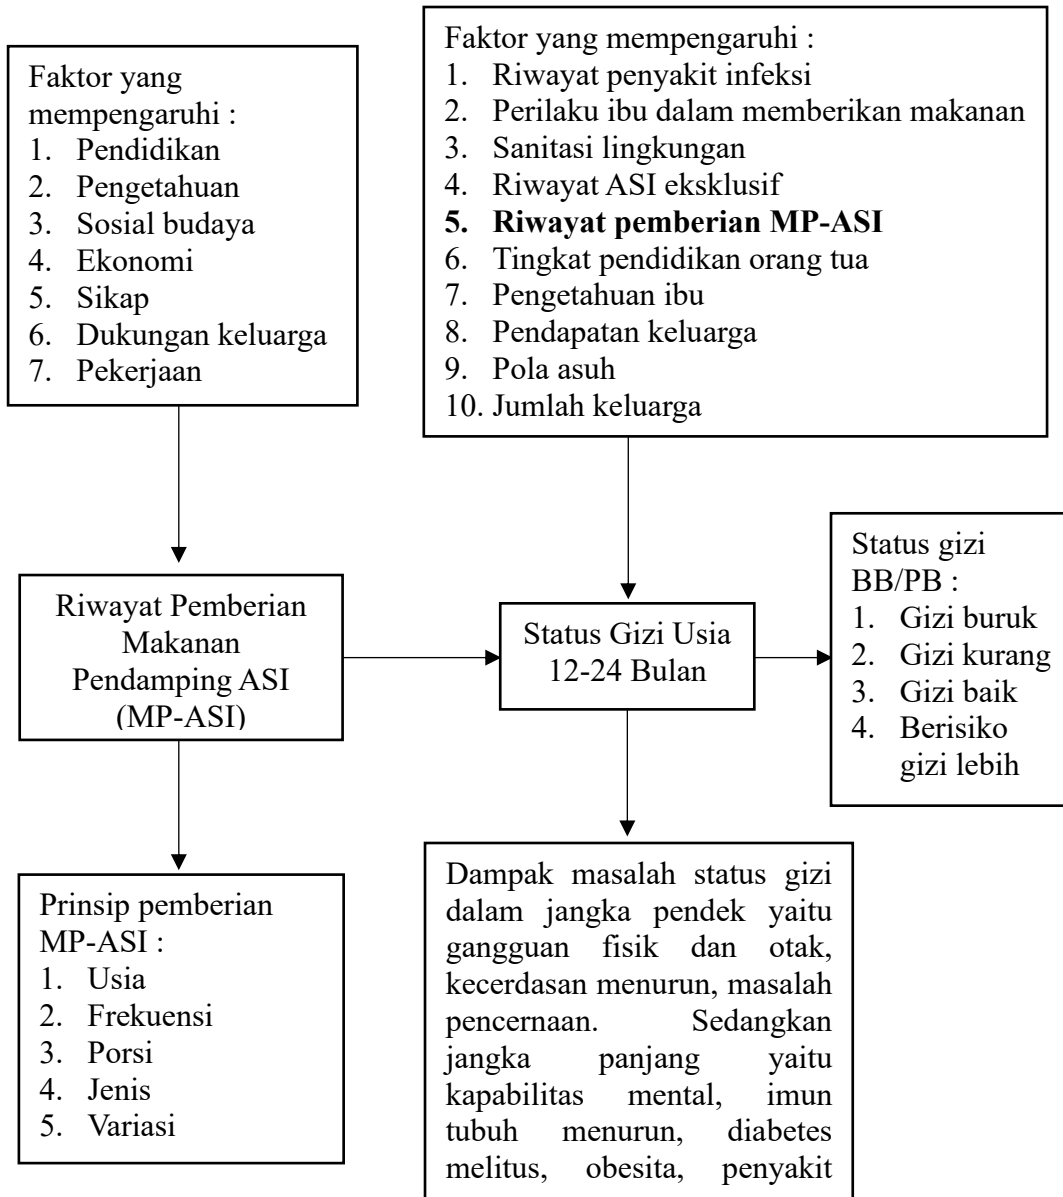 Faktor yang
mempengaruhi :
1. Pendidikan
2. Pengetahuan
3. Sosial budaya
4. Ekonomi
5. Sikap
6. Dukungan keluarga
7. Pekerjaan
Faktor yang mempengaruhi :
1. Riwayat penyakit infeksi
2. Perilaku ibu dalam memberikan makanan
3. Sanitasi lingkungan
4. Riwayat ASI eksklusif
5. Riwayat pemberian MP-ASI
6. Tingkat pendidikan orang tua
7. Pengetahuan ibu
8. Pendapatan keluarga
9. Pola asuh
10. Jumlah keluarga
Riwayat Pemberian
Makanan
Pendamping ASI
(MP-ASI)
Status Gizi Usia
12-24 Bulan
Status gizi
BB/PB :
1. Gizi buruk
2. Gizi kurang
3. Gizi baik
4. Berisiko
gizi lebih
Prinsip pemberian
MP-ASI :
1. Usia
2. Frekuensi
3. Porsi
4. Jenis
5. Variasi
Dampak masalah status gizi
dalam jangka pendek yaitu
gangguan fisik dan otak,
kecerdasan menurun, masalah
pencernaan. Sedangkan
jangka panjang yaitu
kapabilitas mental, imun
tubuh menurun, diabetes
melitus, obesita, penyakit